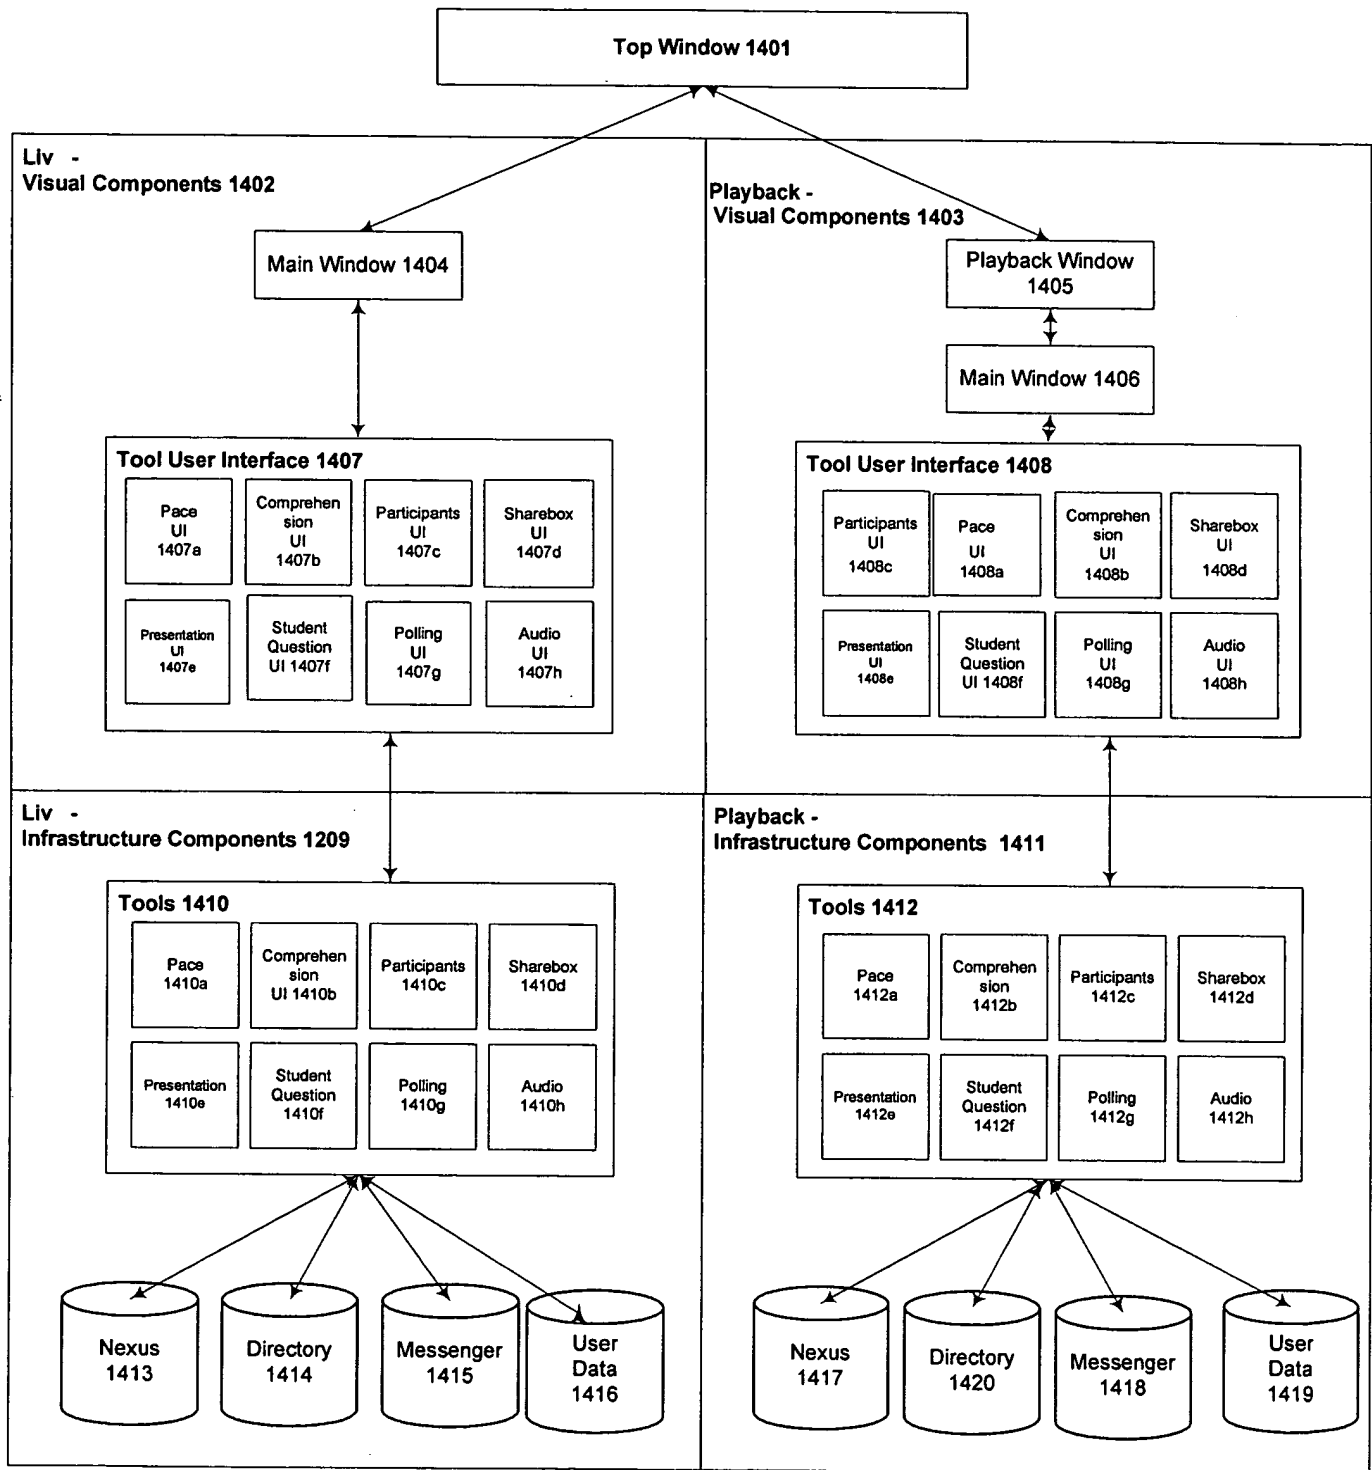 Top Window 1401
Liv -
Visual Components 1402
Main Window 1404
Tool User Interface 1407
Pace
UI
1407a
Comprehen
sion
UI
1407b
Participants
UI
1407c
Sharebox
UI
1407d
Presentation
UI
1407e
Student
Question
UI 1407f
Polling
UI
1407g
Audio
UI
1407h
Playback -
Visual Components 1403
Playback Window
1405
Main Window 1406
Tool User Interface 1408
Participants
UI
1408c
Pace
UI
1408a
Comprehen
sion
UI
1408b
Sharebox
UI
1408d
Presentation
UI
1408e
Student
Question
UI 1408f
Polling
UI
1408g
Audio
UI
1408h
Liv -
Infrastructure Components 1209
Tools 1410
Pace
1410a
Comprehen
sion
UI 1410b
Participants
1410c
Sharebox
1410d
Presentation
1410e
Student
Question
1410f
Polling
1410g
Audio
1410h
Nexus
1413
Directory
1414
Messenger
1415
User
Data
1416
Playback -
Infrastructure Components 1411
Tools 1412
Pace
1412a
Comprehen
sion
1412b
Participants
1412c
Sharebox
1412d
Presentation
1412e
Student
Question
1412f
Polling
1412g
Audio
1412h
Nexus
1417
Directory
1420
Messenger
1418
User
Data
1419